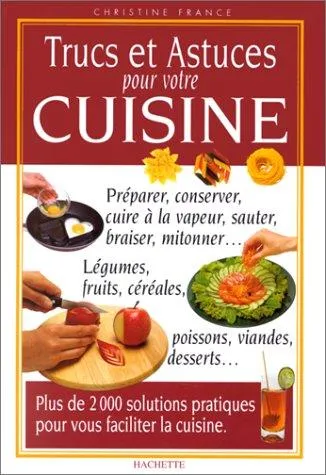 CHRISTINE FRANCE
Trucs et Astuces
pour votre
CUISINE
Préparer, conserver,
cuire à la vapeur, sauter,
braiser, mitonner...
Légumes,
fruits, céréales,
poissons, viandes,
desserts...
Plus de 2 000 solutions pratiques
pour vous faciliter la cuisine.
HACHETTE